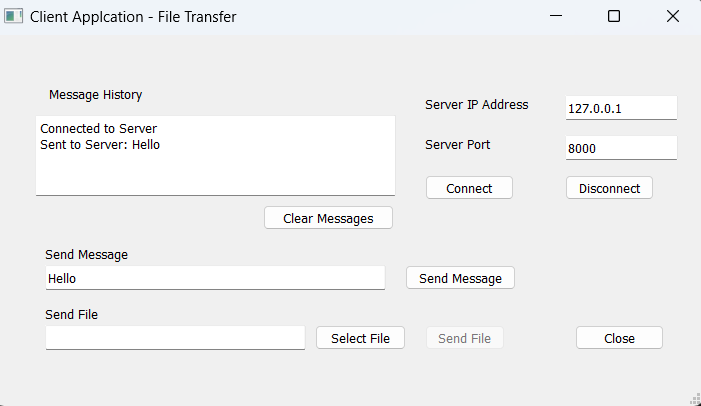 Client Applcation - File Transfer
Message History
Connected to Server
Sent to Server: Hello
Clear Messages
Server IP Address
127.0.0.1
Server Port
8000
Connect
Disconnect
Send Message
Hello
Send Message
Send File
Select File
Send File
Close